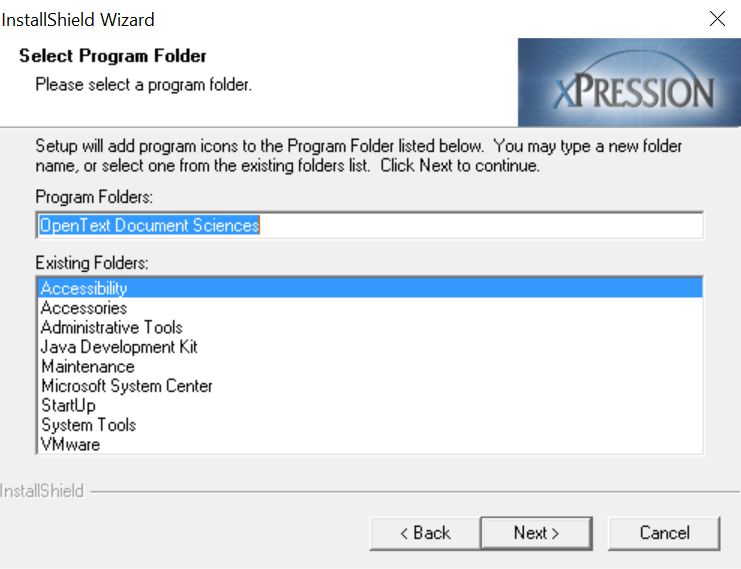 InstallShield Wizard
Select Program Folder
Please select a program folder.
xPRESSION
Setup will add program icons to the Program Folder listed below. You may type a new folder
name, or select one from the existing folders list. Click Next to continue.
Program Folders:
OpenText Document Sciences
Existing Folders:
Accessibility
Accessories
Administrative Tools
Java Development Kit
Maintenance
Microsoft System Center
StartUp
System Tools
VMware
InstallShield
< Back Next > Cancel